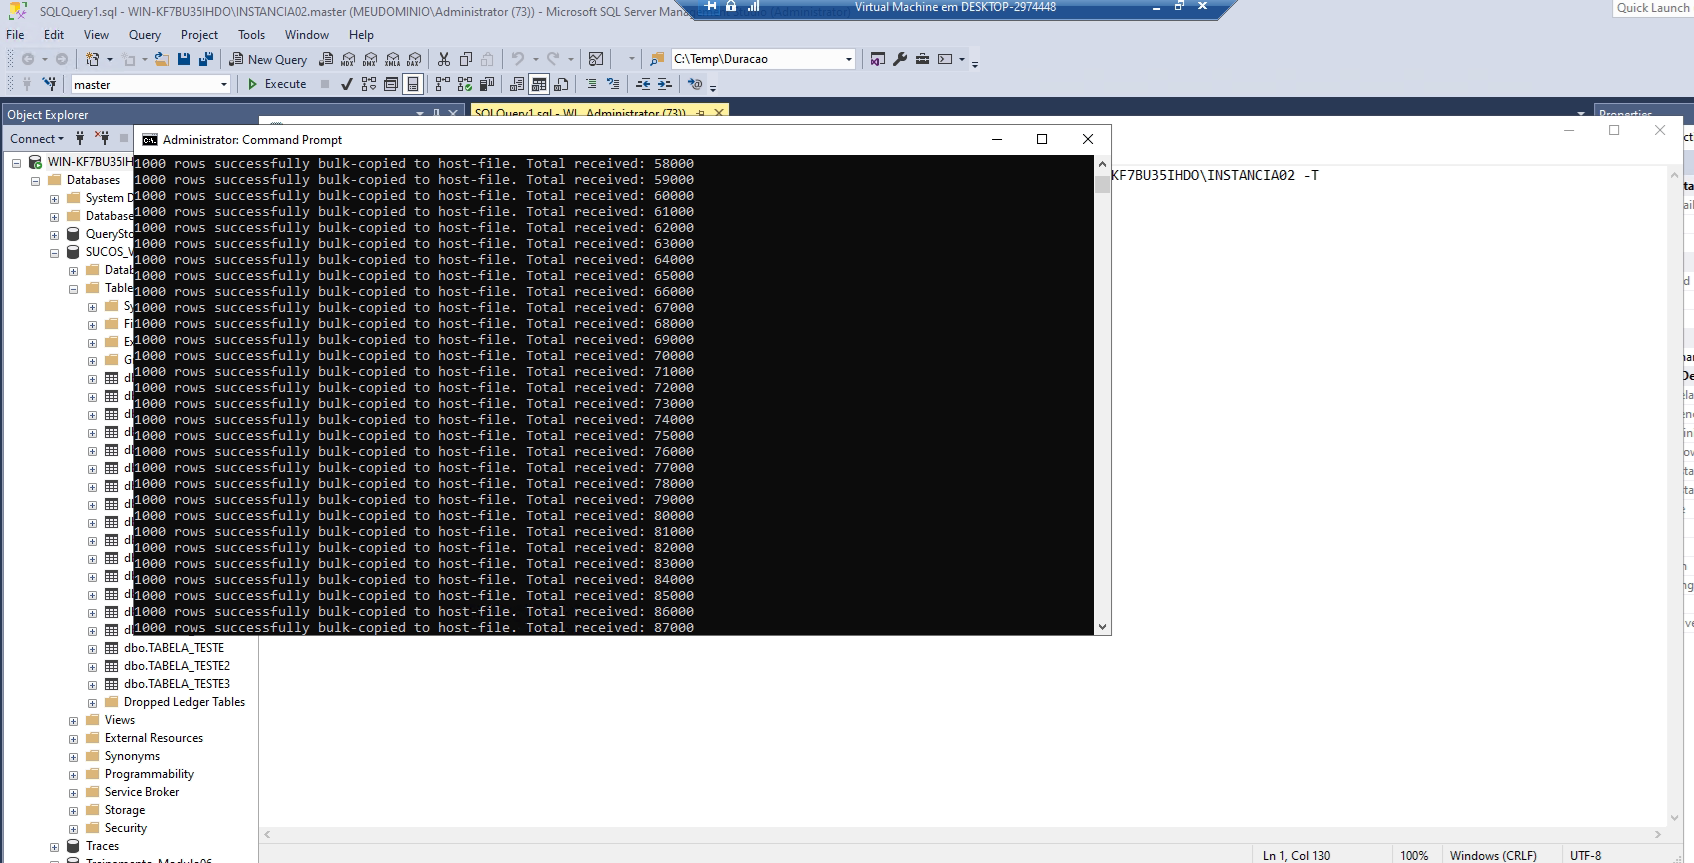 SQLQuery1.sql - WIN-KF7BU35IHDO\INSTANCIA02.master (MEUDOMINIO\Administrator (73)) - Microsoft SQL Server
Virtual Machine em DESKTOP-2974448
Quick Launch
File Edit View Query Project Tools Window Help
New Query MDX DMX XMLA DAX C:\Temp\Duracao
master Execute
Object Explorer
SQLQuery1.sql - WI...Administrator (73))
Properties
Connect
Administrator: Command Prompt
KF7BU35IHDO\INSTANCIA02 -T
WIN-KF7BU35IH
Databases
System D
Database
QuerySto
SUCOS_V
Datab
Table
Sy
Fi
Ex
G
1000 rows successfully bulk-copied to host-file. Total received: 58000
1000 rows successfully bulk-copied to host-file. Total received: 59000
1000 rows successfully bulk-copied to host-file. Total received: 60000
1000 rows successfully bulk-copied to host-file. Total received: 61000
1000 rows successfully bulk-copied to host-file. Total received: 62000
1000 rows successfully bulk-copied to host-file. Total received: 63000
1000 rows successfully bulk-copied to host-file. Total received: 64000
1000 rows successfully bulk-copied to host-file. Total received: 65000
1000 rows successfully bulk-copied to host-file. Total received: 66000
1000 rows successfully bulk-copied to host-file. Total received: 67000
1000 rows successfully bulk-copied to host-file. Total received: 68000
1000 rows successfully bulk-copied to host-file. Total received: 69000
1000 rows successfully bulk-copied to host-file. Total received: 70000
1000 rows successfully bulk-copied to host-file. Total received: 71000
1000 rows successfully bulk-copied to host-file. Total received: 72000
1000 rows successfully bulk-copied to host-file. Total received: 73000
1000 rows successfully bulk-copied to host-file. Total received: 74000
1000 rows successfully bulk-copied to host-file. Total received: 75000
1000 rows successfully bulk-copied to host-file. Total received: 76000
1000 rows successfully bulk-copied to host-file. Total received: 77000
1000 rows successfully bulk-copied to host-file. Total received: 78000
1000 rows successfully bulk-copied to host-file. Total received: 79000
1000 rows successfully bulk-copied to host-file. Total received: 80000
1000 rows successfully bulk-copied to host-file. Total received: 81000
1000 rows successfully bulk-copied to host-file. Total received: 82000
1000 rows successfully bulk-copied to host-file. Total received: 83000
1000 rows successfully bulk-copied to host-file. Total received: 84000
1000 rows successfully bulk-copied to host-file. Total received: 85000
1000 rows successfully bulk-copied to host-file. Total received: 86000
1000 rows successfully bulk-copied to host-file. Total received: 87000
dbo.TABELA_TESTE
dbo.TABELA_TESTE2
dbo.TABELA_TESTE3
Dropped Ledger Tables
Views
External Resources
Synonyms
Programmability
Service Broker
Storage
Security
Traces
Treinamento_Modulo06
Ln 1, Col 130 100% Windows (CRLF) UTF-8